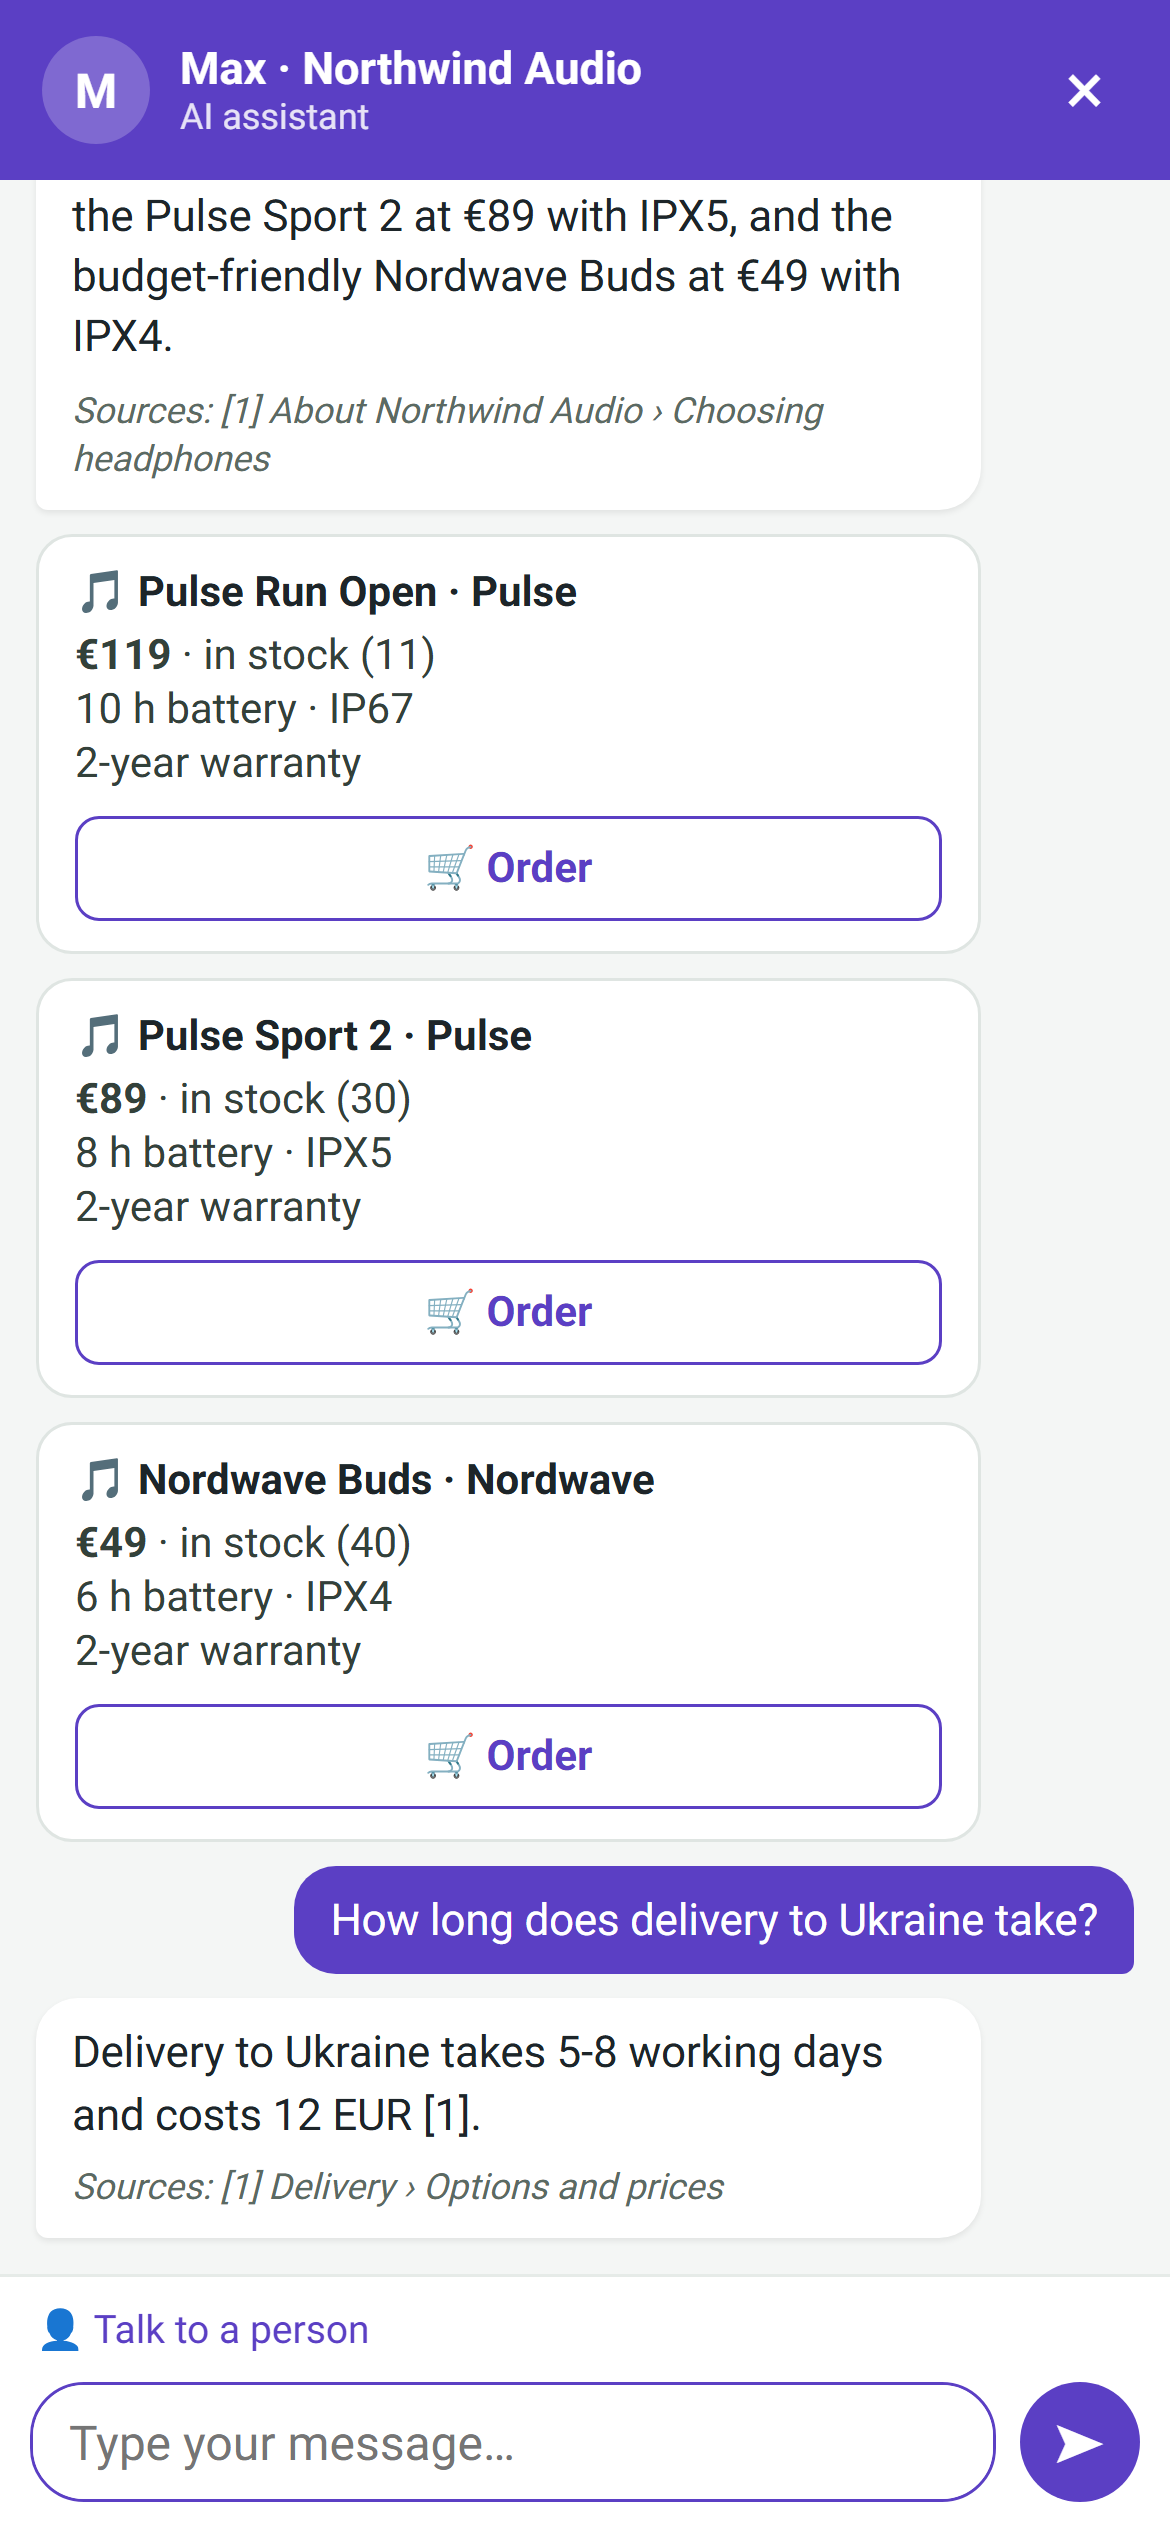 M
Max · Northwind Audio
AI assistant
×
the Pulse Sport 2 at €89 with IPX5, and the
budget-friendly Nordwave Buds at €49 with
IPX4.
Sources: [1] About Northwind Audio › Choosing
headphones
🎵 Pulse Run Open · Pulse
€119 · in stock (11)
10 h battery · IP67
2-year warranty
🛒 Order
🎵 Pulse Sport 2 · Pulse
€89 · in stock (30)
8 h battery · IPX5
2-year warranty
🛒 Order
🎵 Nordwave Buds · Nordwave
€49 · in stock (40)
6 h battery · IPX4
2-year warranty
🛒 Order
How long does delivery to Ukraine take?
Delivery to Ukraine takes 5-8 working days
and costs 12 EUR [1].
Sources: [1] Delivery › Options and prices
👤 Talk to a person
Type your message...
➤